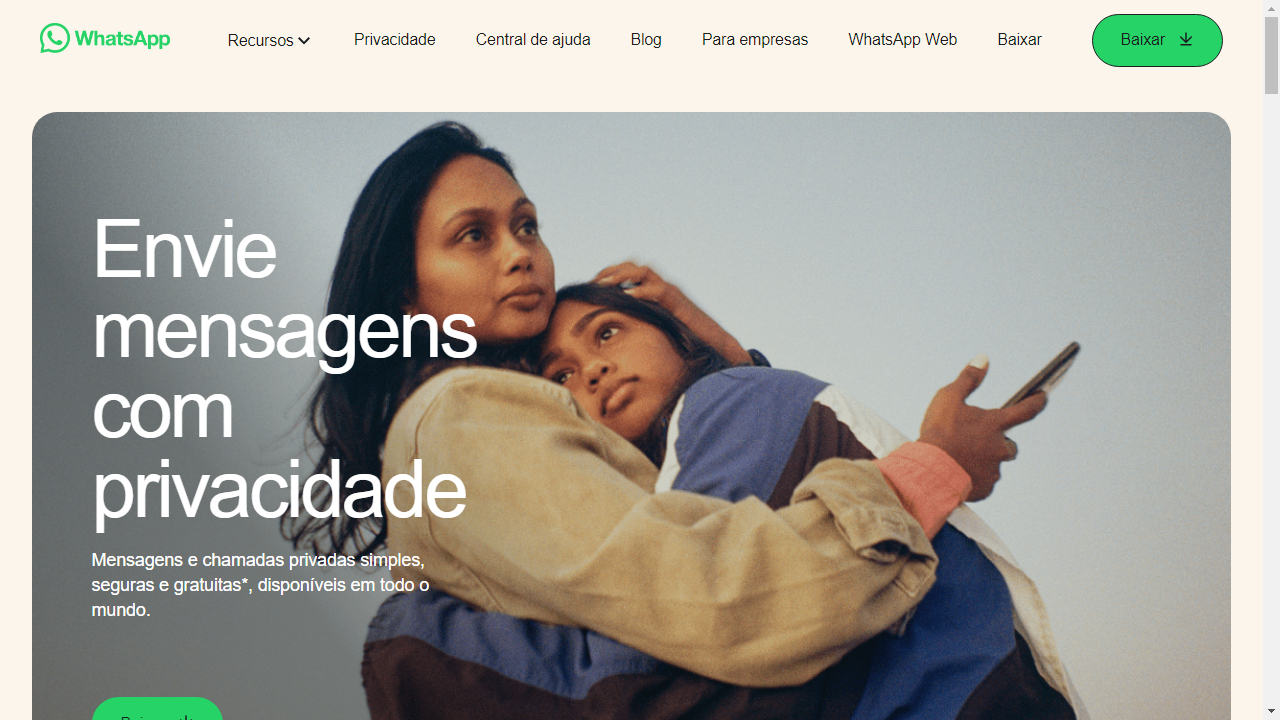 WhatsApp
Recursos
Privacidade
Central de ajuda
Blog
Para empresas
WhatsApp Web
Baixar
Baixar
Envie
mensagens
com
privacidade
Mensagens e chamadas privadas simples,
seguras e gratuitas*, disponíveis em todo o
mundo.